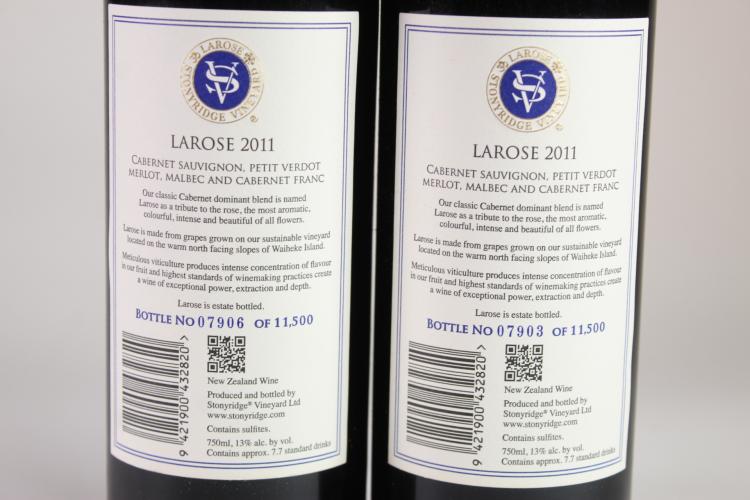 LAROSE
STONYRIDGE VINEYARD
SV
LAROSE 2011
CABERNET SAUVIGNON, PETIT VERDOT
MERLOT, MALBEC AND CABERNET FRANC
Our classic Cabernet dominant blend is named
Larose as a tribute to the rose, the most aromatic,
colourful, intense and beautiful of all flowers.
Larose is made from grapes grown on our sustainable vineyard
located on the warm north facing slopes of Waiheke Island.
Meticulous viticulture produces intense concentration of flavour
in our fruit and highest standards of winemaking practices create
a wine of exceptional power, extraction and depth.
Larose is estate bottled.
BOTTLE NO 07906 OF 11,500
9 421900 432820 >
New Zealand Wine
Produced and bottled by
Stonyridge® Vineyard Ltd
www.stonyridge.com
Contains sulfites.
750ml, 13% alc. by vol.
Contains approx. 7.7 standard drinks
LAROSE
STONYRIDGE VINEYARD
SV
LAROSE 2011
CABERNET SAUVIGNON, PETIT VERDOT
MERLOT, MALBEC AND CABERNET FRANC
Our classic Cabernet dominant blend is named
Larose as a tribute to the rose, the most aromatic,
colourful, intense and beautiful of all flowers.
Larose is made from grapes grown on our sustainable vineyard
located on the warm north facing slopes of Waiheke Island.
Meticulous viticulture produces intense concentration of flavour
in our fruit and highest standards of winemaking practices create
a wine of exceptional power, extraction and depth.
Larose is estate bottled.
BOTTLE NO 07903 OF 11,500
9 421900 432820 >
New Zealand Wine
Produced and bottled by
Stonyridge® Vineyard Ltd
www.stonyridge.com
Contains sulfites.
750ml, 13% alc. by vol.
Contains approx. 7.7 standard drinks